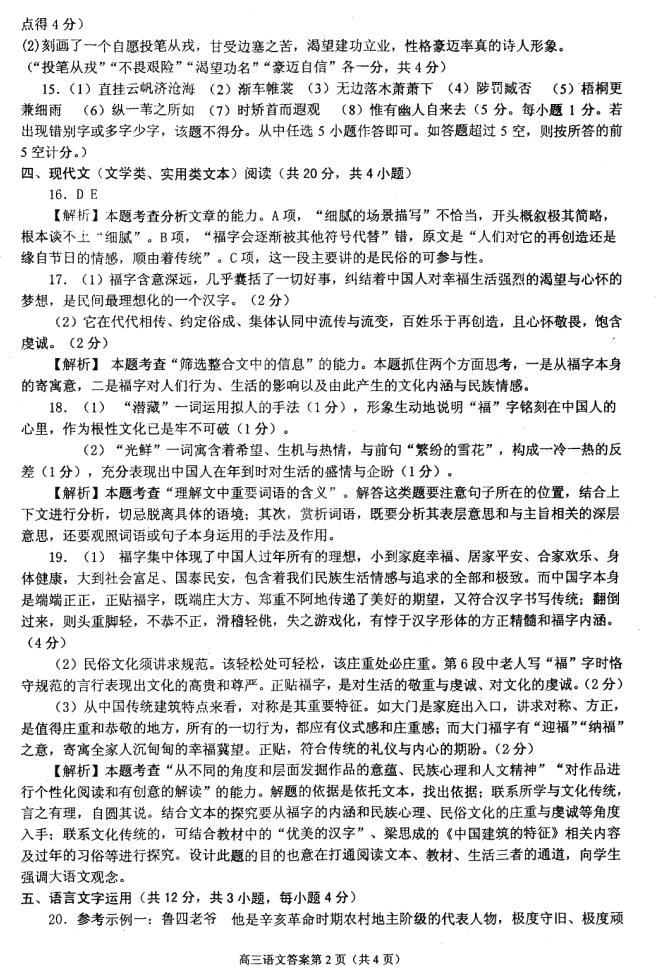 点得 4 分）
(2)刻画了一个自愿投笔从戎，甘受边塞之苦，渴望建功立业，性格豪迈率真的诗人形象。
（“投笔从戎”“不畏艰险”“渴望功名”“豪迈自信”各一分，共 4 分）
15．（1）直挂云帆济沧海 （2）渐车帷裳 （3）无边落木萧萧下 （4）陟罚臧否 （5）梧桐更
兼细雨 （6）纵一苇之所如 （7）时矫首而遐观 （8）惟有幽人自来去（5 分。每小题 1 分。若
出现错别字或多字少字，该题不得分。从中任选 5 小题作答即可。如答题超过 5 空，则按所答的前
5 空计分。）
四、现代文（文学类、实用类文本）阅读（共 20 分，共 4 小题）
16．D E
【解析】本题考查分析文章的能力。A 项，“细腻的场景描写”不恰当，开头概叙极其简略，
根本谈不上“细腻”。B 项，“福字会逐渐被其他符号代替”错，原文是“人们对它的再创造还是
缘自节日的情感，顺由着传统”。C 项，这一段主要讲的是民俗的可参与性。
17．（1）福字含意深远，几乎囊括了一切好事，纠结着中国人对幸福生活强烈的渴望与心怀的
梦想，是民间最理想化的一个汉字。（2 分）
（2）它在代代相传、约定俗成、集体认同中流传与流变，百姓乐于再创造，且心怀敬畏，饱含
虔诚。（2 分）
【解析】 本题考查“筛选整合文中的信息”的能力。本题抓住两个方面思考，一是从福字本身
的寄寓意，二是福字对人们行为、生活的影响以及由此产生的文化内涵与民族情感。
18．（1） “潜藏”一词运用拟人的手法（1 分），形象生动地说明“福”字铭刻在中国人的
心里，作为根性文化已是牢不可破（1 分）。
（2）“光鲜”一词寓含着希望、生机与热情，与前句“繁纷的雪花”，构成一冷一热的反
差（1 分），充分表现出中国人在年到时对生活的盛情与企盼（1 分）。
【解析】本题考查“理解文中重要词语的含义”。解答这类题要注意句子所在的位置，结合上
下文进行分析，切忌脱离具体的语境；其次，赏析词语，既要分析其表层意思和与主旨相关的深层
意思，还要观照词语或句子本身运用的手法及作用。
19．（1） 福字集中体现了中国人过年所有的理想，小到家庭幸福、居家平安、合家欢乐、身
体健康，大到社会富足、国泰民安，包含着我们民族生活情感与追求的全部和极致。而中国字本身
是端端正正，正贴福字，既端庄大方、郑重不阿地传递了美好的期望，又符合汉字书写传统；翻倒
过来，则头重脚轻，不恭不正，滑稽轻佻，失之游戏化，有悖于汉字形体的方正精髓和福字内涵。
（4 分）
（2）民俗文化须讲求规范。该轻松处可轻松，该庄重处必庄重。第 6 段中老人写“福”字时恪
守规范的言行表现出文化的高贵和尊严。正贴福字，是对生活的敬重与虔诚、对文化的虔诚。（2 分）
（3）从中国传统建筑特点来看，对称是其重要特征。如大门是家庭出入口，讲求对称、方正，
是值得庄重和恭敬的地方，所有的一切行为，都应有仪式感和庄重感；而大门福字有“迎福”“纳福”
之意，寄寓全家人沉甸甸的幸福冀望。正贴，符合传统的礼仪与内心的期盼。（2 分）
【解析】本题考查“从不同的角度和层面发掘作品的意蕴、民族心理和人文精神”“对作品进
行个性化阅读和有创意的解读”的能力。解题的依据是依托文本，找出依据；联系所学与文化传统，
言之有理，自圆其说。结合文本的探究要从福字的内涵和民族心理、民俗文化的庄重与虔诚等角度
入手；联系文化传统的，可结合教材中的“优美的汉字”、梁思成的《中国建筑的特征》相关内容
及过年的习俗等进行探究。设计此题的目的也意在打通阅读文本、教材、生活三者的通道，向学生
强调大语文观念。
五、语言文字运用（共 12 分，共 3 小题，每小题 4 分）
20．参考示例一：鲁四老爷 他是辛亥革命时期农村地主阶级的代表人物，极度守旧、极度顽
高三语文答案第 2 页（共 4 页）